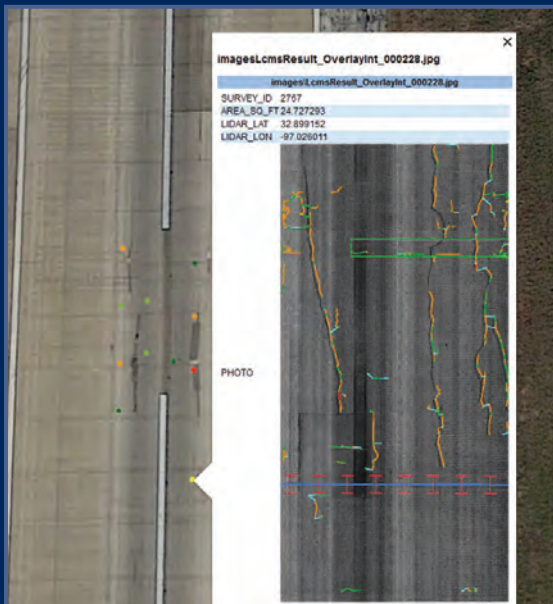 ×
imagesLcmsResult_OverlayInt_000228.jpg
images\LcmsResult_OverlayInt_000228.jpg
SURVEY_ID 2767
AREA_SQ_FT 24.727293
LIDAR_LAT 32.899152
LIDAR_LON -97.026011
PHOTO